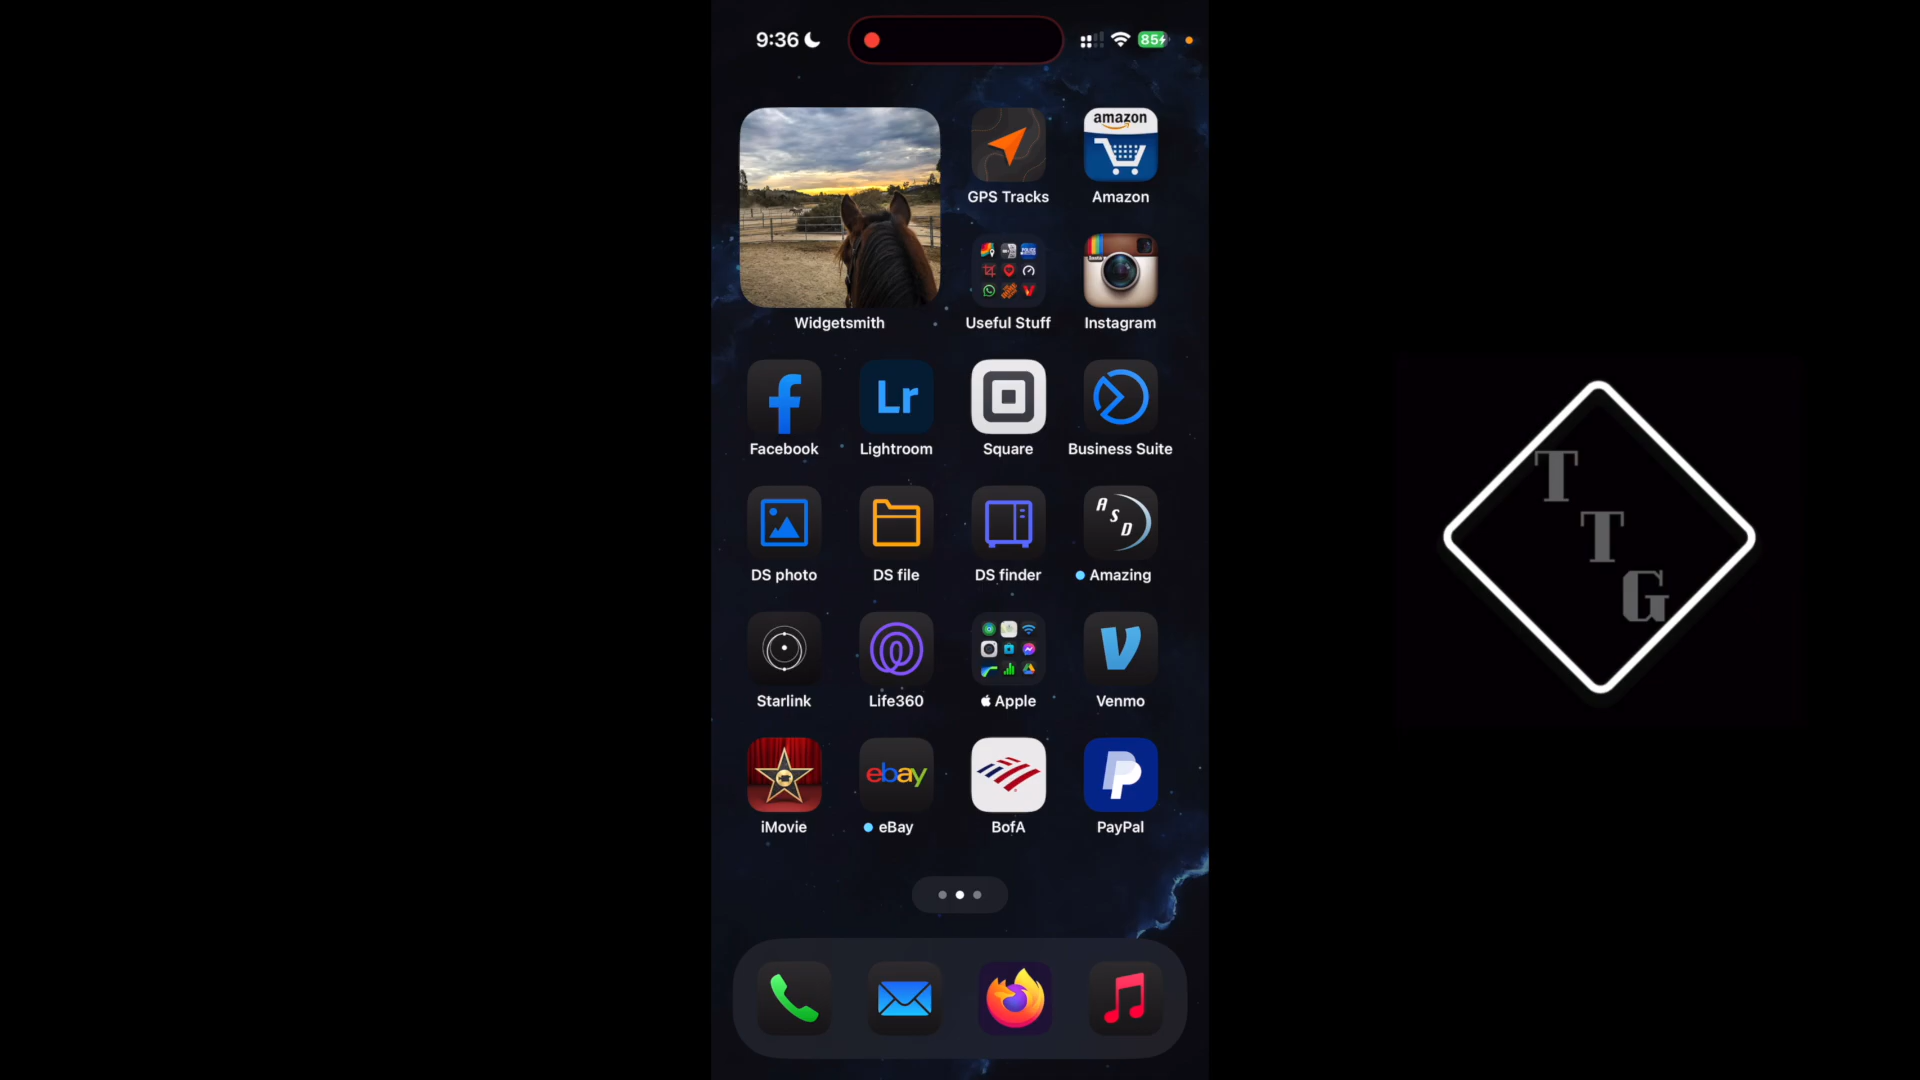 9:36
85
amazon
GPS Tracks
Amazon
Widgetsmith
Useful Stuff
Instagram
Lr
Facebook
Lightroom
Square
Business Suite
A
S
D
DS photo
DS file
DS finder
Amazing
Starlink
Life360
Apple
Venmo
ebay
iMovie
eBay
BofA
PayPal
T
T
G